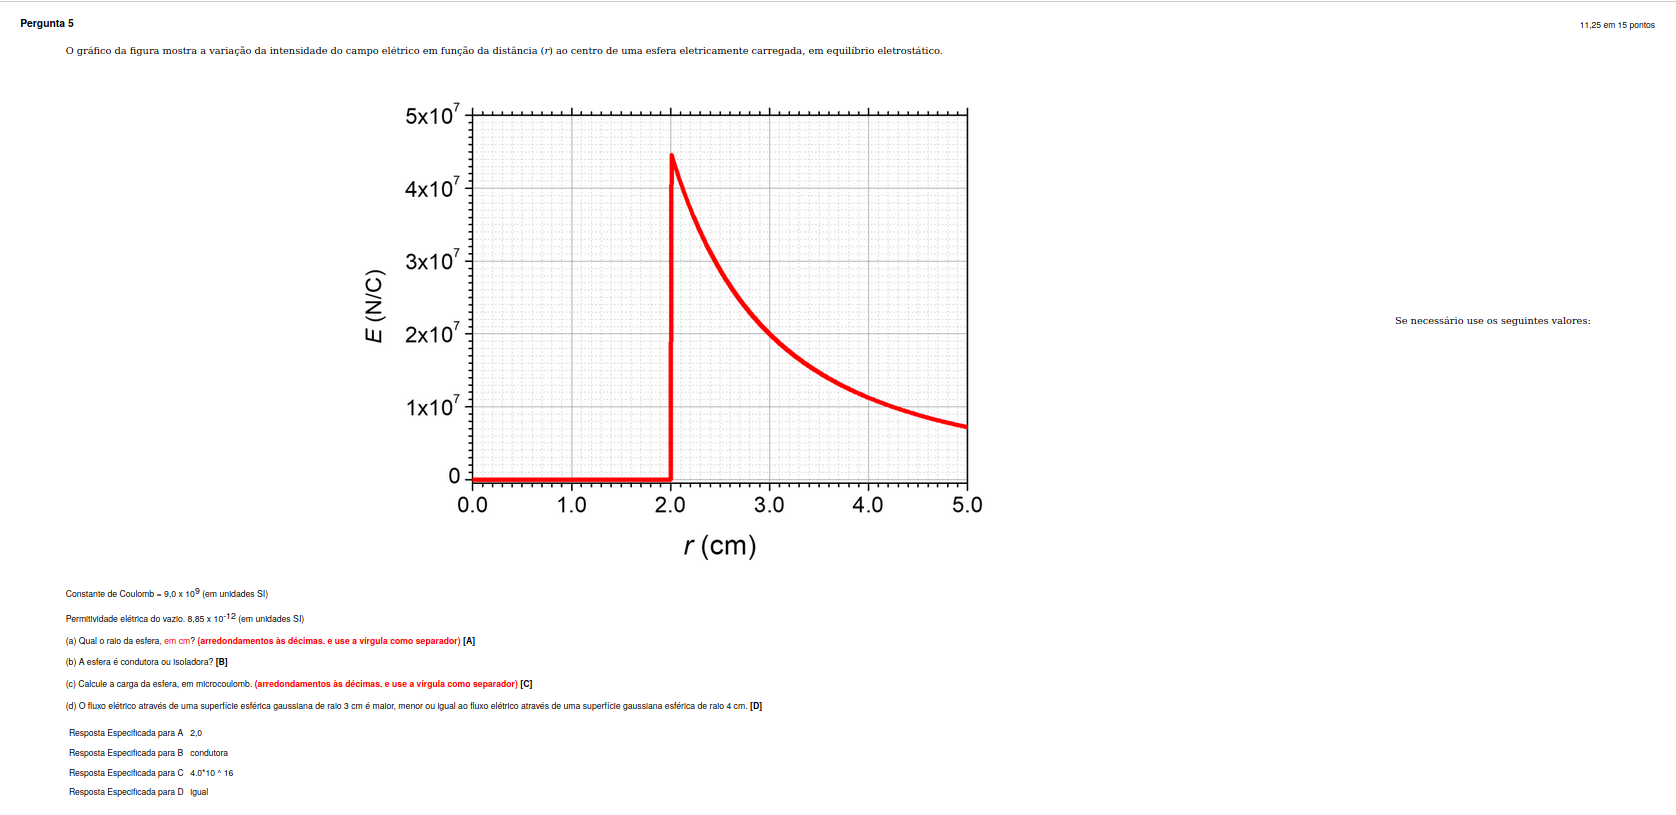 Pergunta 5
11,25 em 15 pontos
O gráfico da figura mostra a variação da intensidade do campo elétrico em função da distância (r) ao centro de uma esfera eletricamente carregada, em equilíbrio eletrostático.
5x10^7
4x10^7
3x10^7
2x10^7
1x10^7
0
E (N/C)
0.0 1.0 2.0 3.0 4.0 5.0
r (cm)
Se necessário use os seguintes valores:
Constante de Coulomb = 9,0 x 10^9 (em unidades SI)
Permitividade elétrica do vazio. 8,85 x 10^-12 (em unidades SI)
(a) Qual o raio da esfera, em cm? (arredondamentos às décimas. e use a vírgula como separador) [A]
(b) A esfera é condutora ou isoladora? [B]
(c) Calcule a carga da esfera, em microcoulomb. (arredondamentos às décimas. e use a vírgula como separador) [C]
(d) O fluxo elétrico através de uma superfície esférica gaussiana de raio 3 cm é maior, menor ou igual ao fluxo elétrico através de uma superfície gaussiana esférica de raio 4 cm. [D]
Resposta Especificada para A 2,0
Resposta Especificada para B condutora
Resposta Especificada para C 4.0*10 ^ 16
Resposta Especificada para D igual